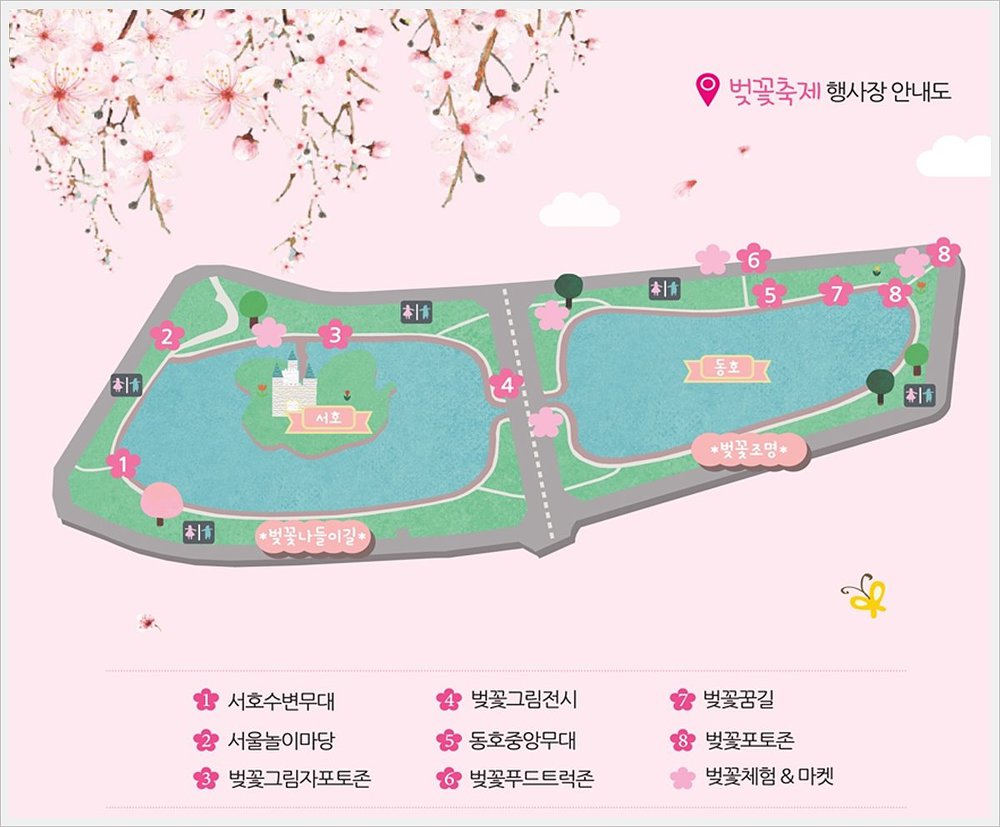 벚꽃축제 행사장 안내도
6
8
5
7
8
2
3
4
1
동호
서호
*벚꽃조명*
*벚꽃나들이길*
1 서호수변무대
2 서울놀이마당
3 벚꽃그림자포토존
4 벚꽃그림전시
5 동호중앙무대
6 벚꽃푸드트럭존
7 벚꽃꿈길
8 벚꽃포토존
벚꽃체험 & 마켓